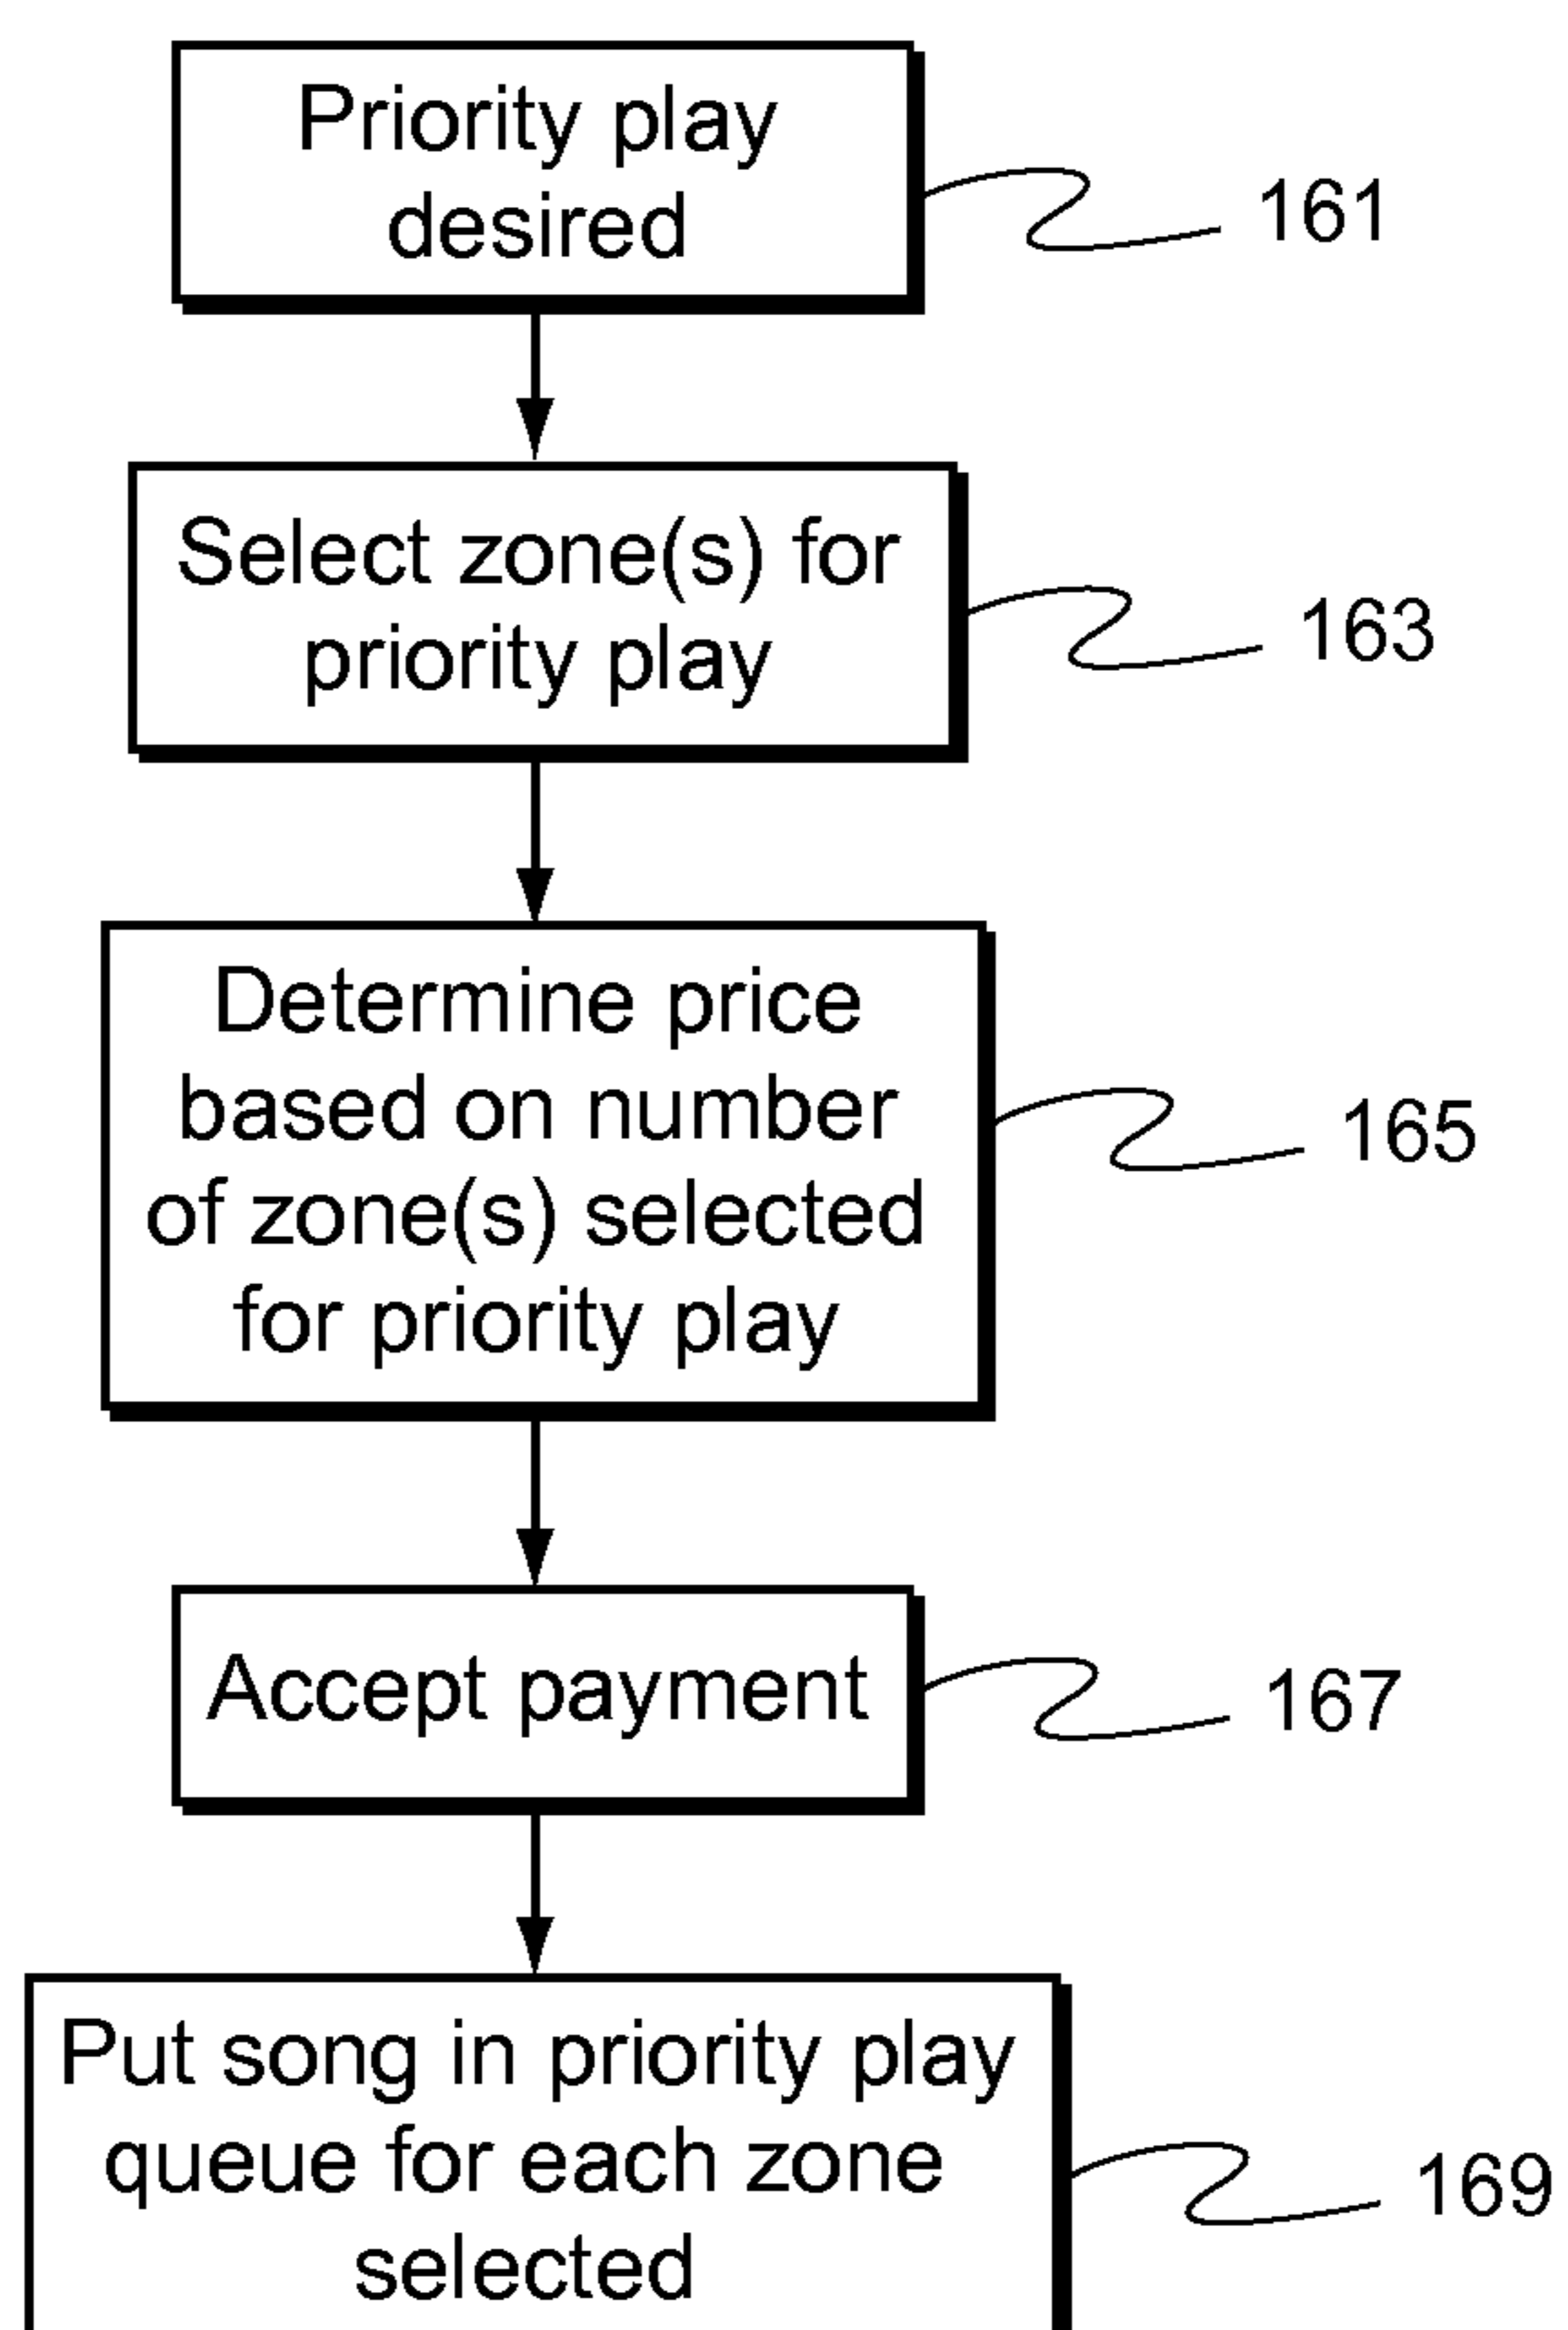 Priority play
desired
161
Select zone(s) for
priority play
163
Determine price
based on number
of zone(s) selected
for priority play
165
Accept payment
167
Put song in priority play
queue for each zone
selected
169